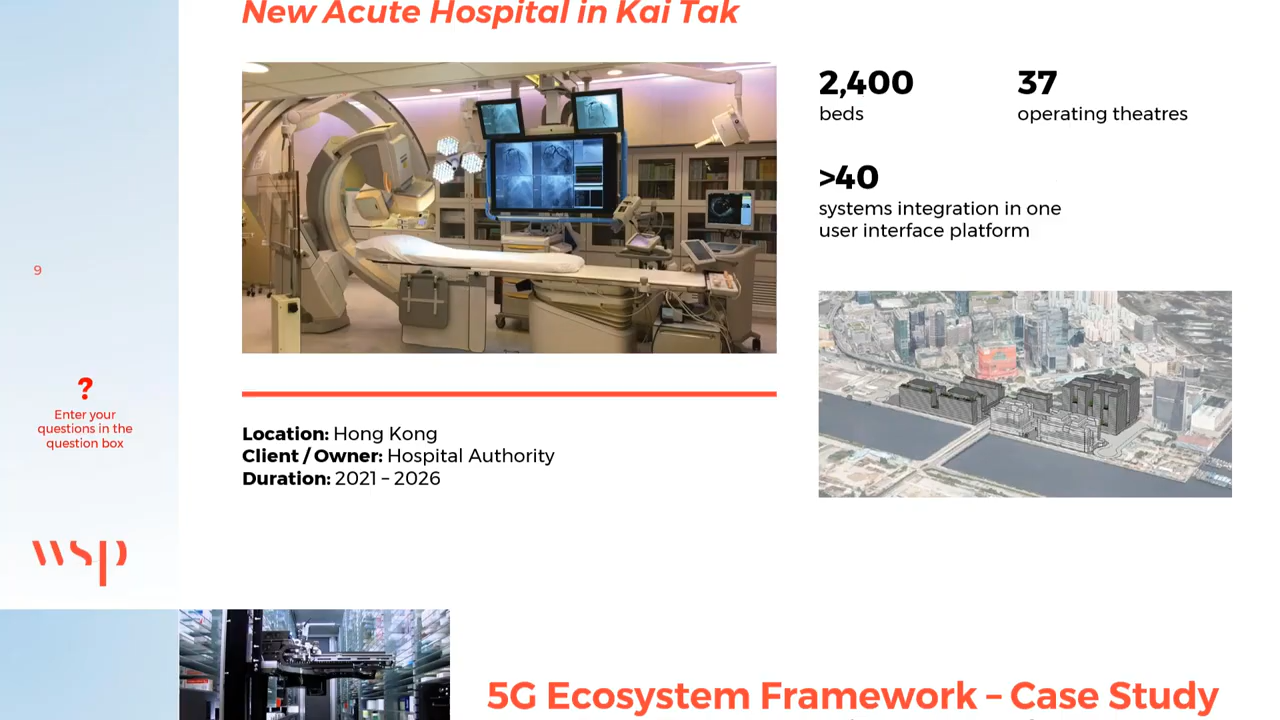 New Acute Hospital in Kai Tak
2,400
beds
37
operating theatres
>40
systems integration in one
user interface platform
9
?
Enter your
questions in the
question box
Location: Hong Kong
Client / Owner: Hospital Authority
Duration: 2021 – 2026
wsp
5G Ecosystem Framework – Case Study